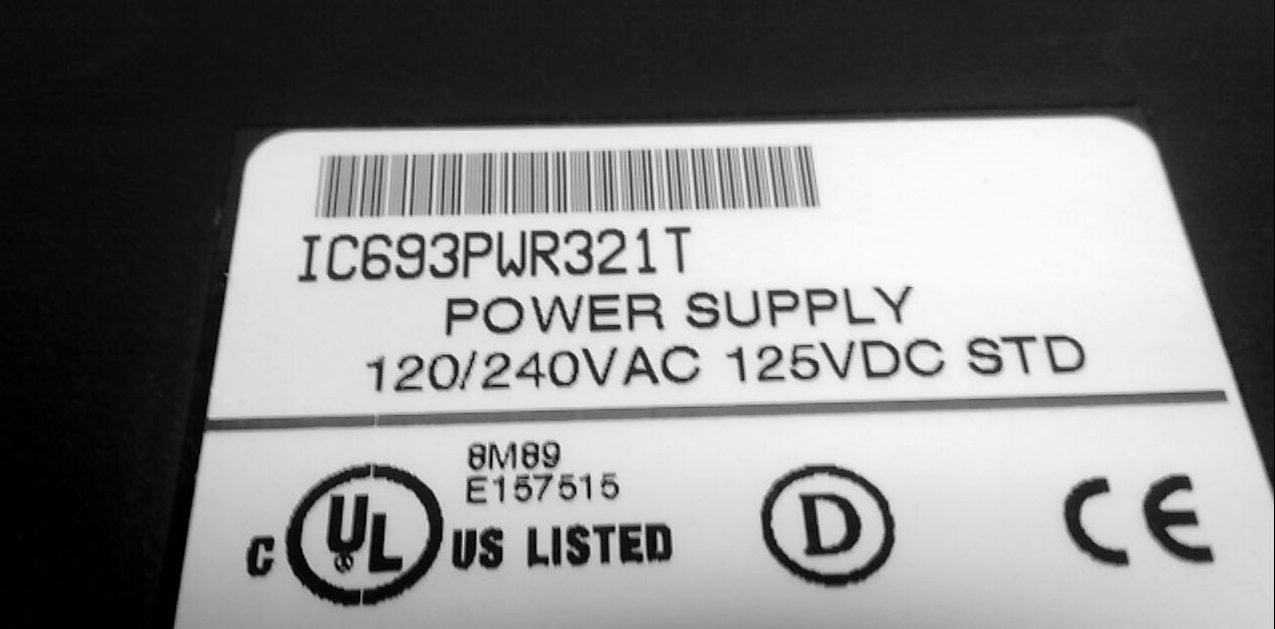 IC693PWR321T
POWER SUPPLY
120/240VAC 125VDC STD
8M89
E157515
C UL ® US LISTED
D
CE